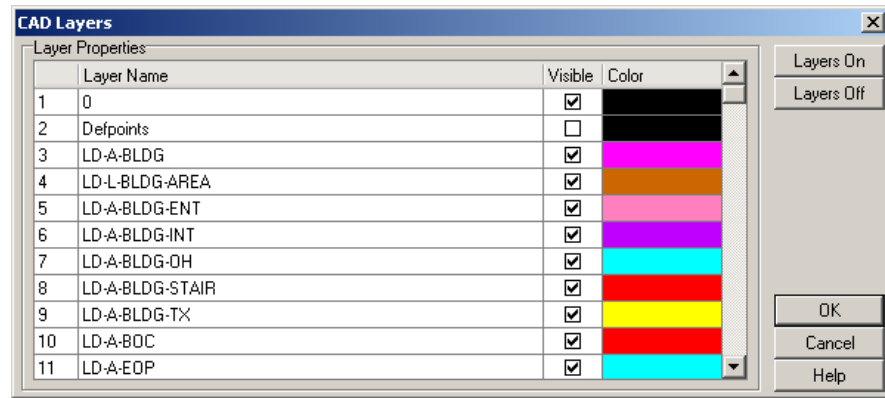 CAD Layers
Layer Properties
Layer Name Visible Color
1 0
2 Defpoints
3 LD-A-BLDG
4 LD-L-BLDG-AREA
5 LD-A-BLDG-ENT
6 LD-A-BLDG-INT
7 LD-A-BLDG-OH
8 LD-A-BLDG-STAIR
9 LD-A-BLDG-TX
10 LD-A-BOC
11 LD-A-EOP
Layers On
Layers Off
OK
Cancel
Help